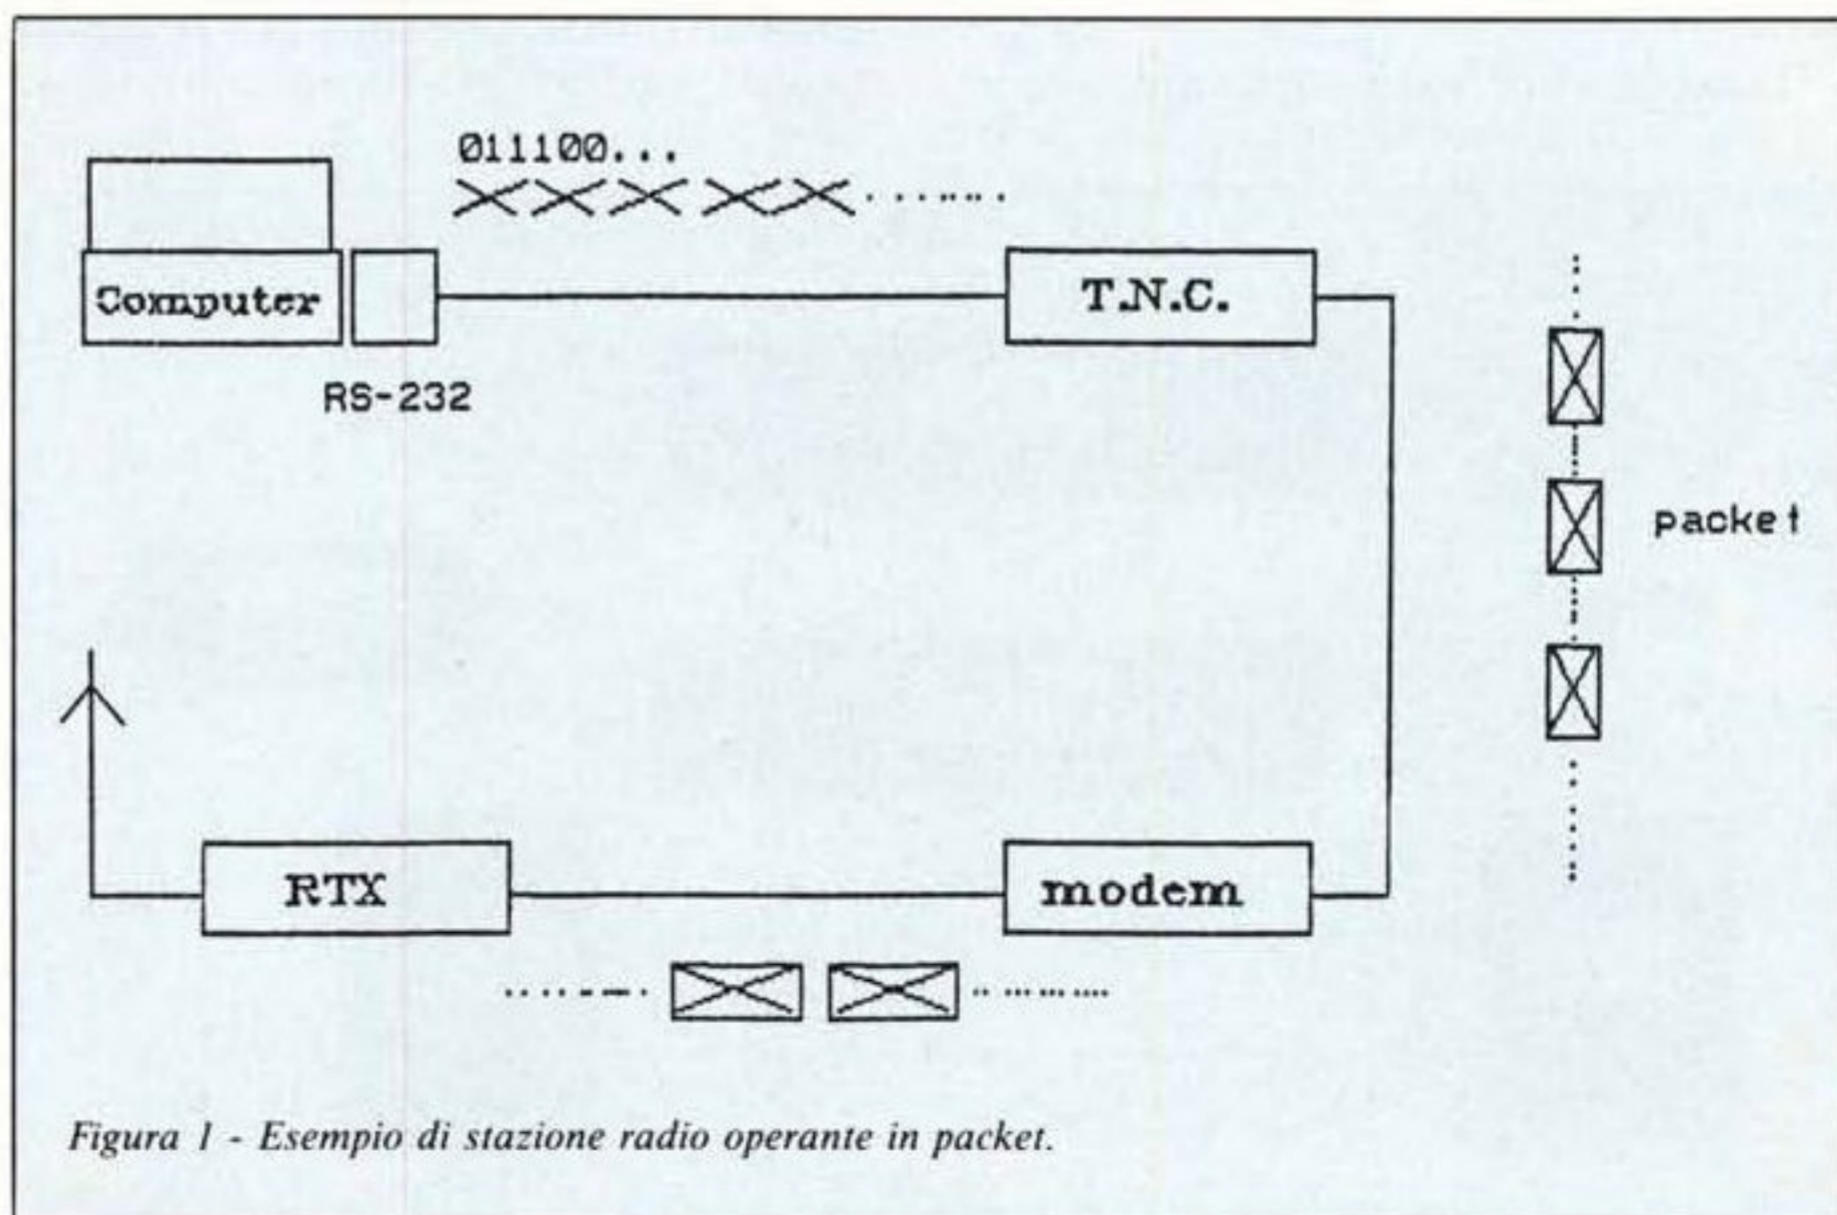 011100...
Computer
T.N.C.
RS-232
packet
RTX
modem
Figura 1 - Esempio di stazione radio operante in packet.